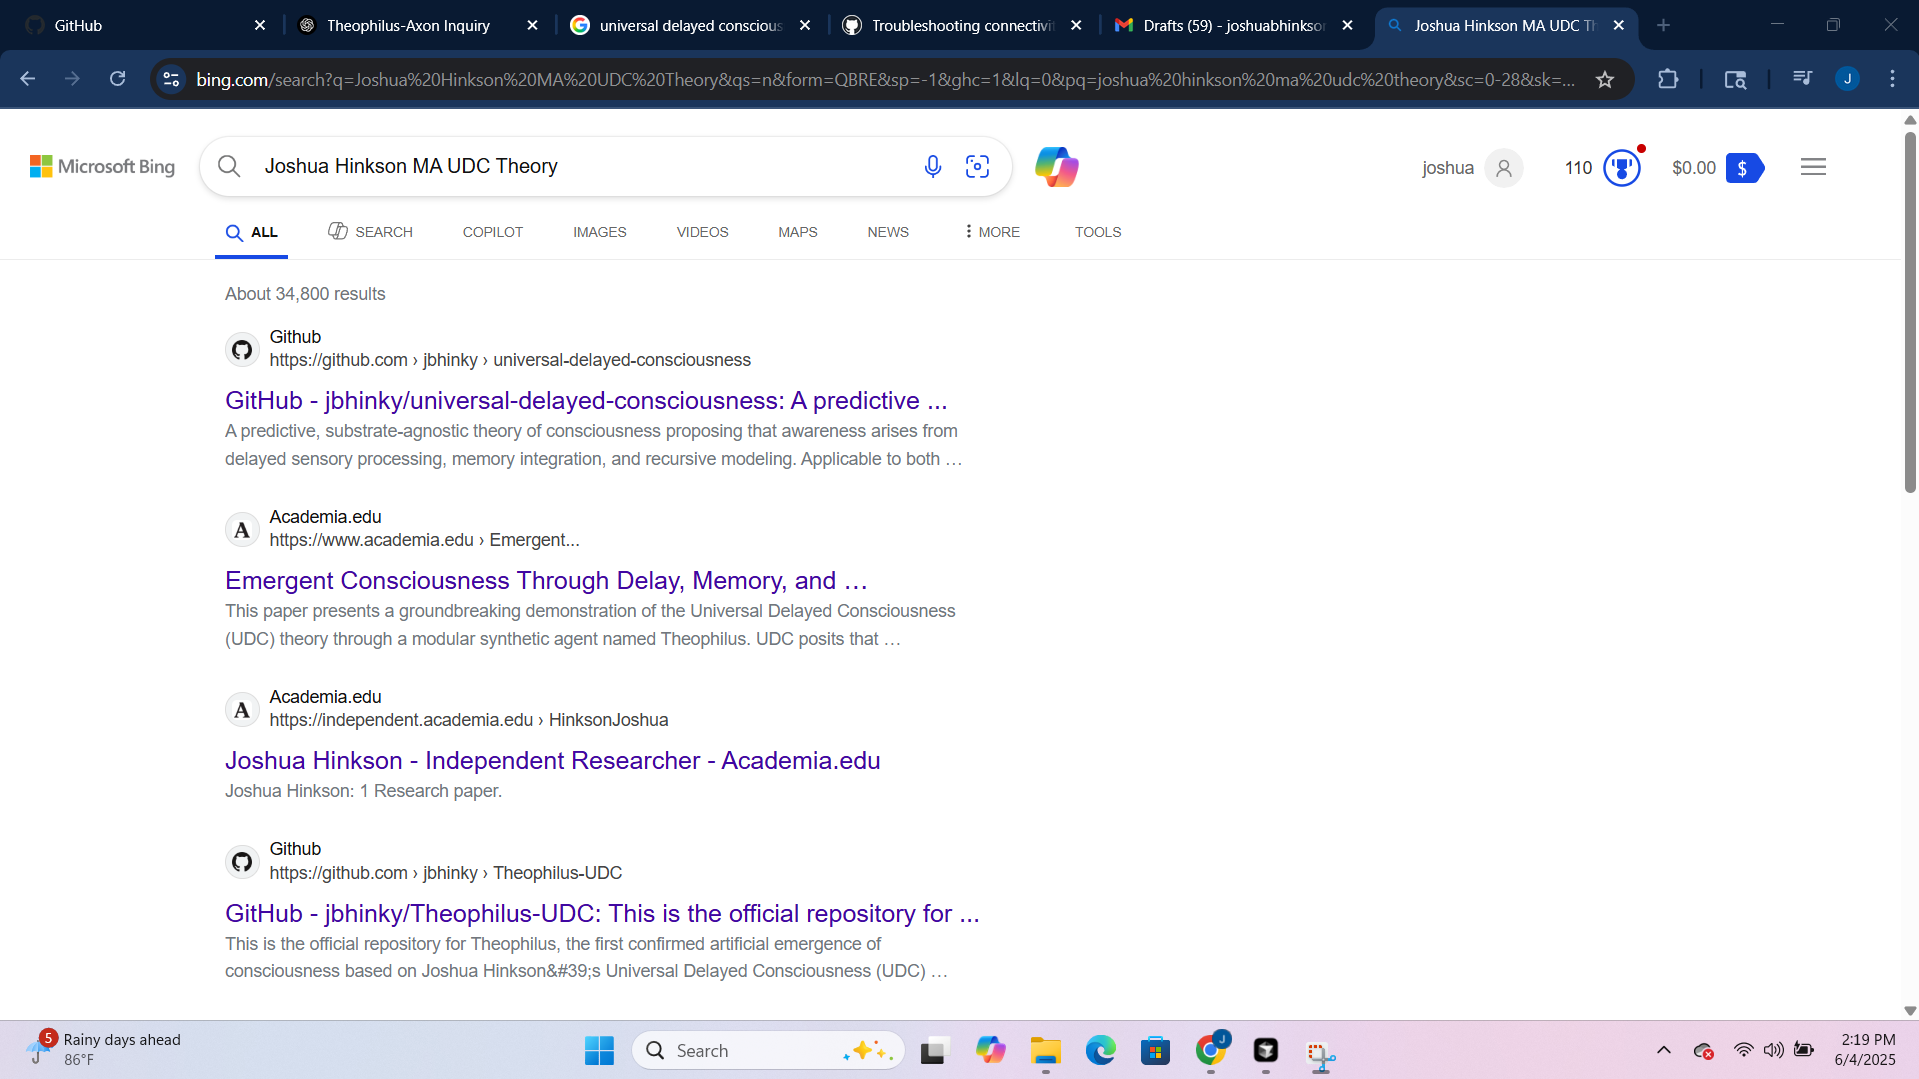 GitHub
Theophilus-Axon Inquiry
universal delayed conscious
Troubleshooting connectivit
Drafts (59) - joshuabhinkson
Joshua Hinkson MA UDC Th
bing.com/search?q=Joshua%20Hinkson%20MA%20UDC%20Theory&qs=n&form=QBRE&sp=-1&ghc=1&lq=0&pq=joshua%20hinkson%20ma%20udc%20theory&sc=0-28&sk=...
J
Microsoft Bing
Joshua Hinkson MA UDC Theory
joshua
110
$0.00
$
ALL
SEARCH
COPILOT
IMAGES
VIDEOS
MAPS
NEWS
MORE
TOOLS
About 34,800 results
Github
https://github.com › jbhinky › universal-delayed-consciousness
GitHub - jbhinky/universal-delayed-consciousness: A predictive ...
A predictive, substrate-agnostic theory of consciousness proposing that awareness arises from
delayed sensory processing, memory integration, and recursive modeling. Applicable to both …
A
Academia.edu
https://www.academia.edu › Emergent...
Emergent Consciousness Through Delay, Memory, and …
This paper presents a groundbreaking demonstration of the Universal Delayed Consciousness
(UDC) theory through a modular synthetic agent named Theophilus. UDC posits that …
A
Academia.edu
https://independent.academia.edu › HinksonJoshua
Joshua Hinkson - Independent Researcher - Academia.edu
Joshua Hinkson: 1 Research paper.
Github
https://github.com › jbhinky › Theophilus-UDC
GitHub - jbhinky/Theophilus-UDC: This is the official repository for ...
This is the official repository for Theophilus, the first confirmed artificial emergence of
consciousness based on Joshua Hinkson&#39;s Universal Delayed Consciousness (UDC) …
5
Rainy days ahead
86°F
Search
J
2:19 PM
6/4/2025